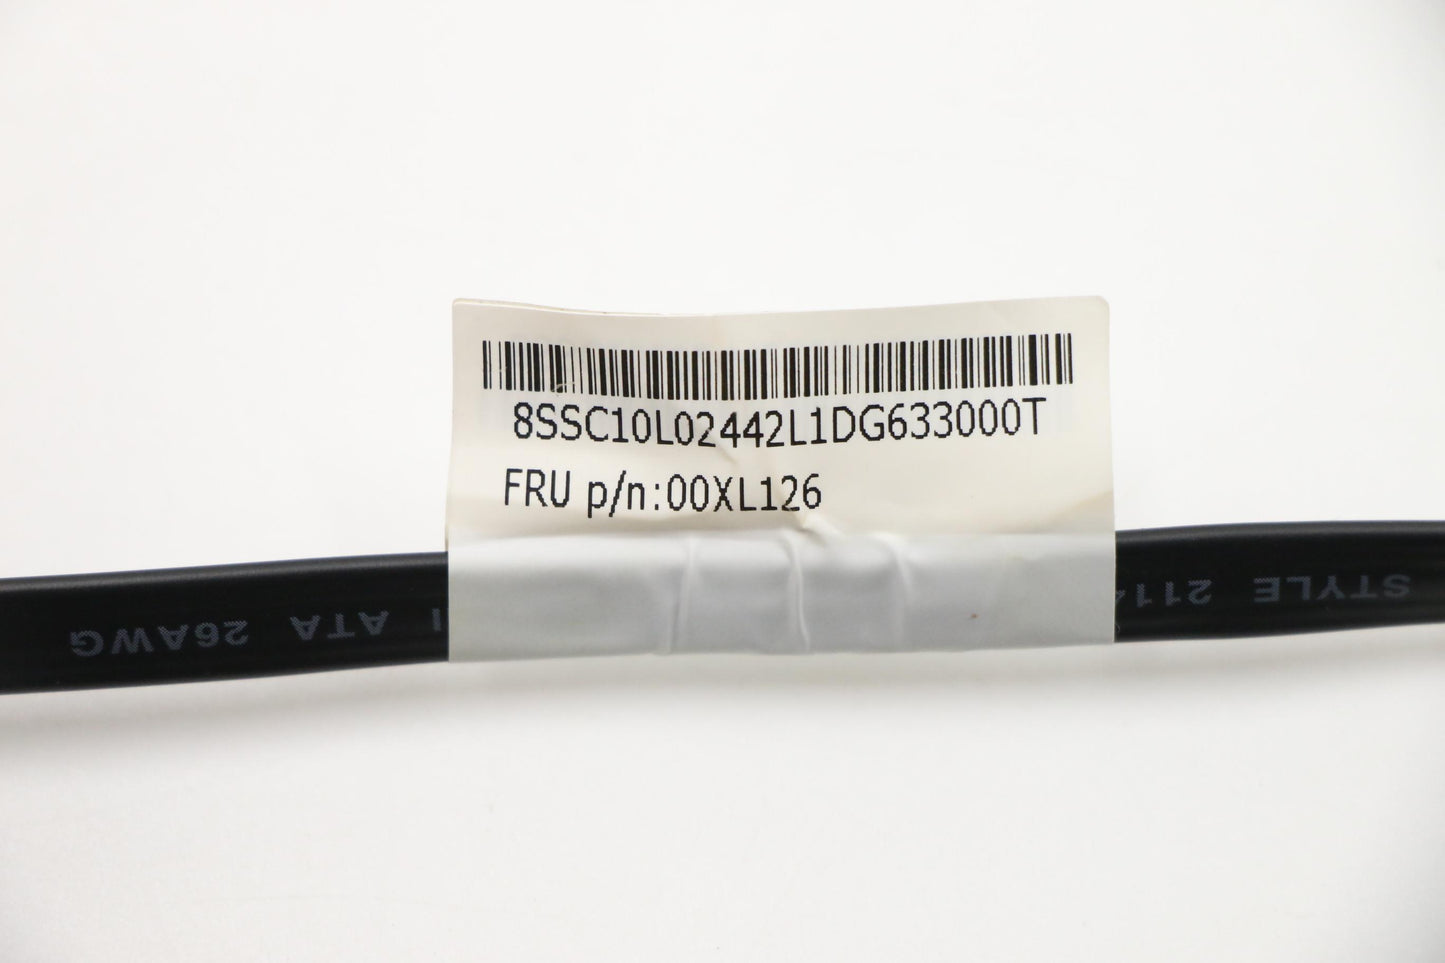 8SSC10L02442L1DG633000T
FRU p/n:00XL126
STYLE
ATA 26AWG